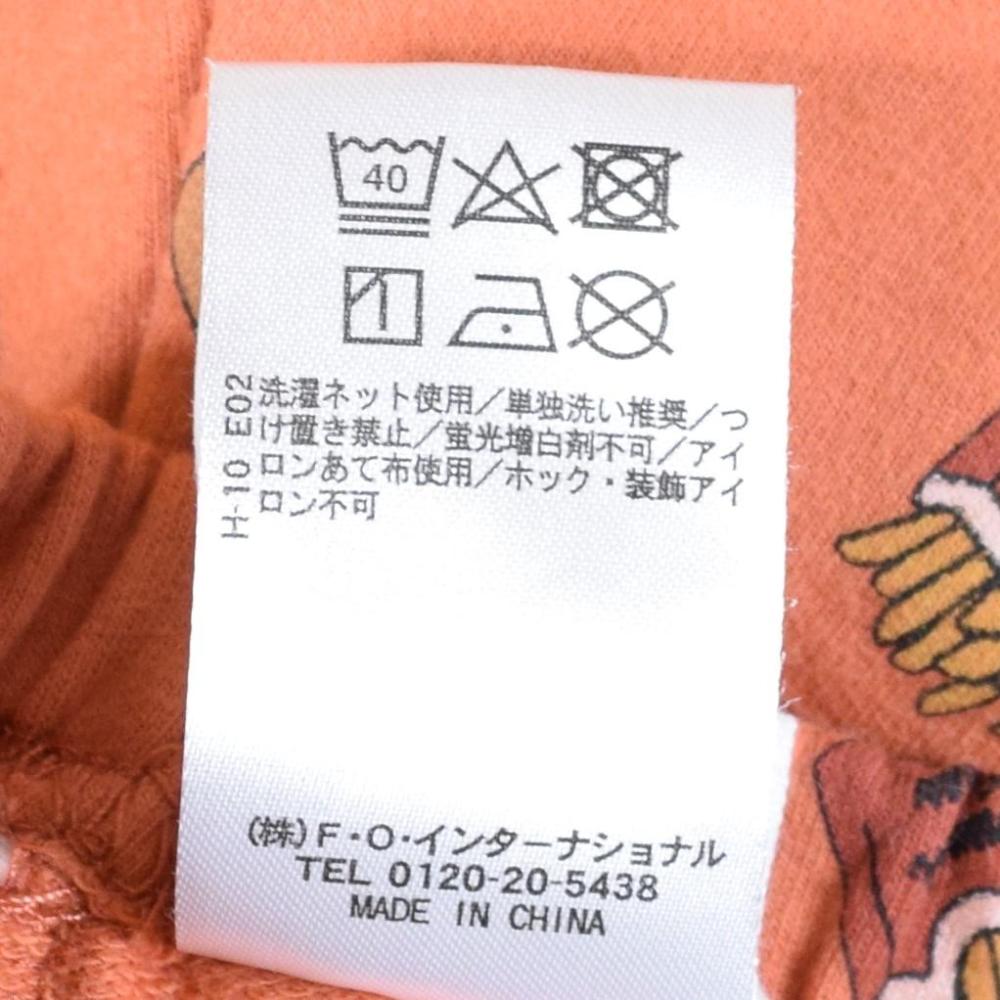 40
洗濯ネット使用／単独洗い推奨／つ
け置き禁止／蛍光増白剤不可／アイ
ロンあて布使用／ホック・装飾アイ
ロン不可
H-10 E02
(株)F・O・インターナショナル
TEL 0120-20-5438
MADE IN CHINA